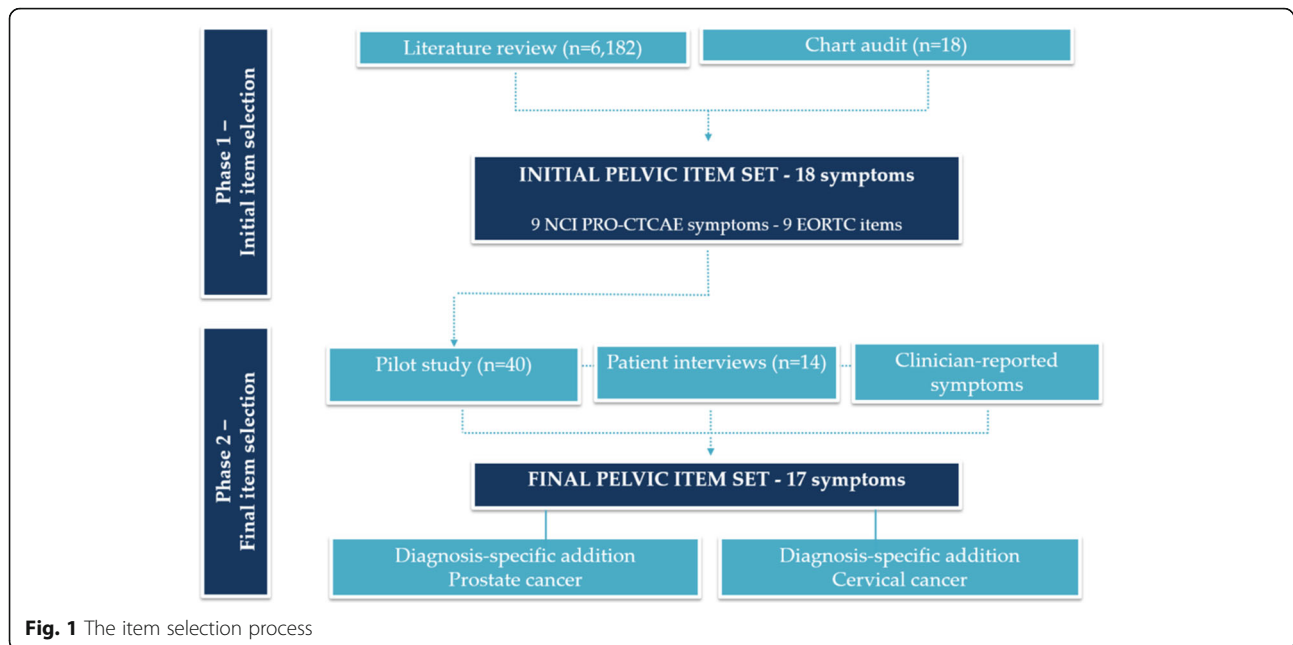 Phase 1 –
Initial item selection
Literature review (n=6,182)
Chart audit (n=18)
INITIAL PELVIC ITEM SET - 18 symptoms
9 NCI PRO-CTCAE symptoms - 9 EORTC items
Phase 2 –
Final item selection
Pilot study (n=40)
Patient interviews (n=14)
Clinician-reported
symptoms
FINAL PELVIC ITEM SET - 17 symptoms
Diagnosis-specific addition
Prostate cancer
Diagnosis-specific addition
Cervical cancer
Fig. 1 The item selection process